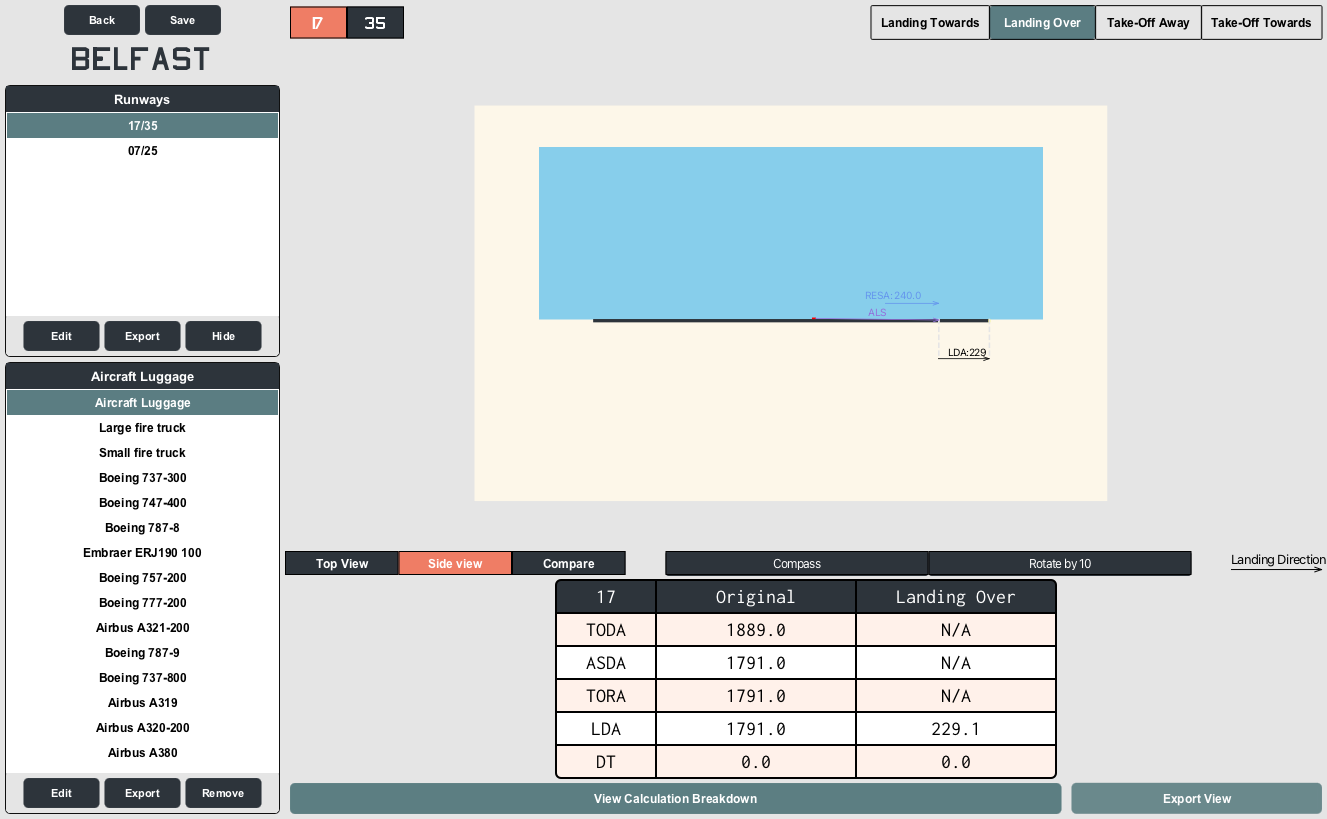 Back
Save
BELFAST
Runways
17/35
07/25
Edit
Export
Hide
Aircraft Luggage
Aircraft Luggage
Large fire truck
Small fire truck
Boeing 737-300
Boeing 747-400
Boeing 787-8
Embraer ERJ190 100
Boeing 757-200
Boeing 777-200
Airbus A321-200
Boeing 787-9
Boeing 737-800
Airbus A319
Airbus A320-200
Airbus A380
Edit
Export
Remove
17
35
Landing Towards
Landing Over
Take-Off Away
Take-Off Towards
RESA:240.0
ALS
LDA:229
Top View
Side view
Compare
Compass
Rotate by 10
Landing Direction
17 Original Landing Over
TODA 1889.0 N/A
ASDA 1791.0 N/A
TORA 1791.0 N/A
LDA 1791.0 229.1
DT 0.0 0.0
View Calculation Breakdown
Export View